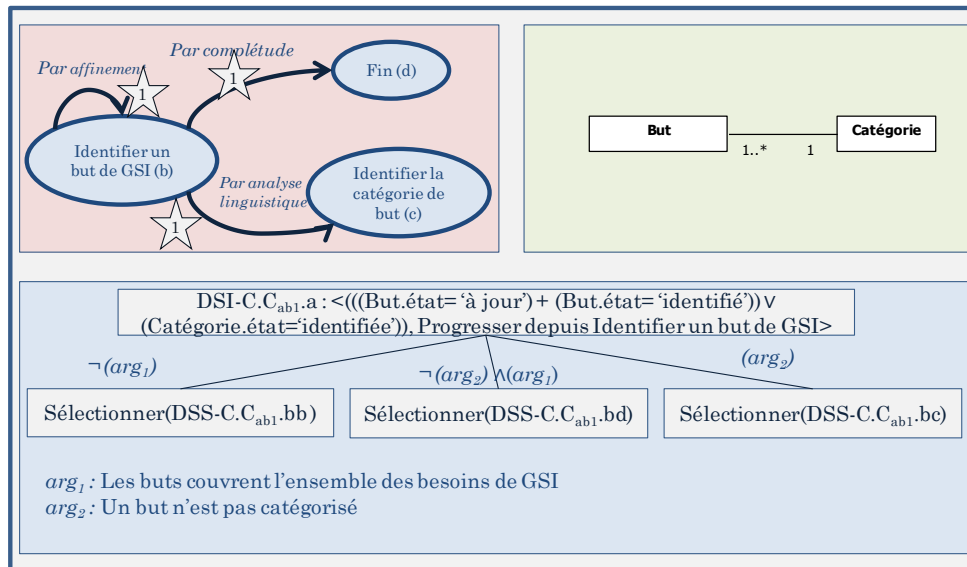 Par complétude
Par affinement
1
1
Fin (d)
Identifier un
but de GSI (b)
Par analyse
linguistique
Identifier la
catégorie de
but (c)
1
But
Catégorie
1..*
1
DSI-C.Cab1.a : <(((But.état= ‘à jour’) + (But.état= ‘identifié’)) ∨
(Catégorie.état=‘identifiée’)), Progresser depuis Identifier un but de GSI>
¬(arg1)
¬(arg2) ∧(arg1)
(arg2)
Sélectionner(DSS-C.Cab1.bb)
Sélectionner(DSS-C.Cab1.bd)
Sélectionner(DSS-C.Cab1.bc)
arg1 : Les buts couvrent l’ensemble des besoins de GSI
arg2 : Un but n’est pas catégorisé